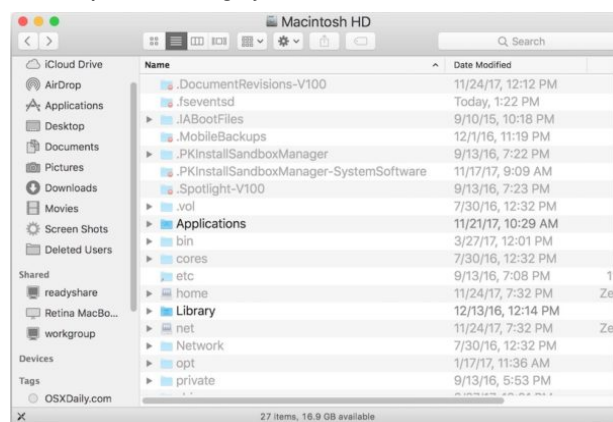 Macintosh HD
Search
iCloud Drive
AirDrop
Applications
Desktop
Documents
Pictures
Downloads
Movies
Screen Shots
Deleted Users
Shared
readyshare
Retina MacBo...
workgroup
Devices
Tags
OSXDaily.com
Name Date Modified
.DocumentRevisions-V100 11/24/17, 12:12 PM
.fseventsd Today, 1:22 PM
.IABootFiles 9/10/15, 10:18 PM
.MobileBackups 12/1/16, 11:19 PM
.PKInstallSandboxManager 9/13/16, 7:22 PM
.PKInstallSandboxManager-SystemSoftware 11/17/17, 9:09 AM
.Spotlight-V100 9/13/16, 7:23 PM
.vol 7/30/16, 12:32 PM
Applications 11/21/17, 10:29 AM
bin 3/27/17, 12:01 PM
cores 7/30/16, 12:32 PM
etc 9/13/16, 7:08 PM 1
home 11/24/17, 7:32 PM Ze
Library 12/13/16, 12:14 PM
net 11/24/17, 7:32 PM Ze
Network 7/30/16, 12:32 PM
opt 1/17/17, 11:36 AM
private 9/13/16, 5:53 PM
27 items, 16.9 GB available